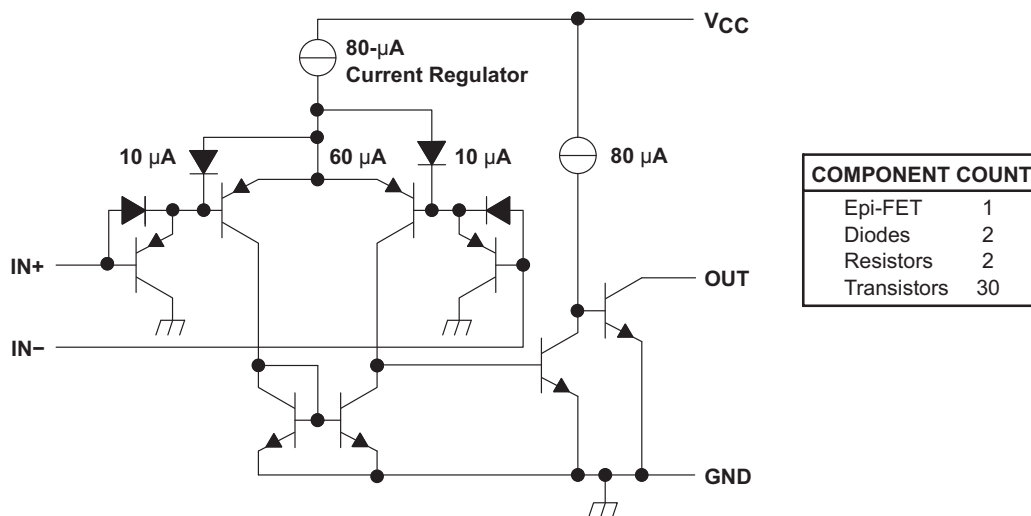 VCC
80-µA
Current Regulator
10 µA
60 µA
10 µA
80 µA
IN+
OUT
IN−
GND
COMPONENT COUNT
Epi-FET 1
Diodes 2
Resistors 2
Transistors 30